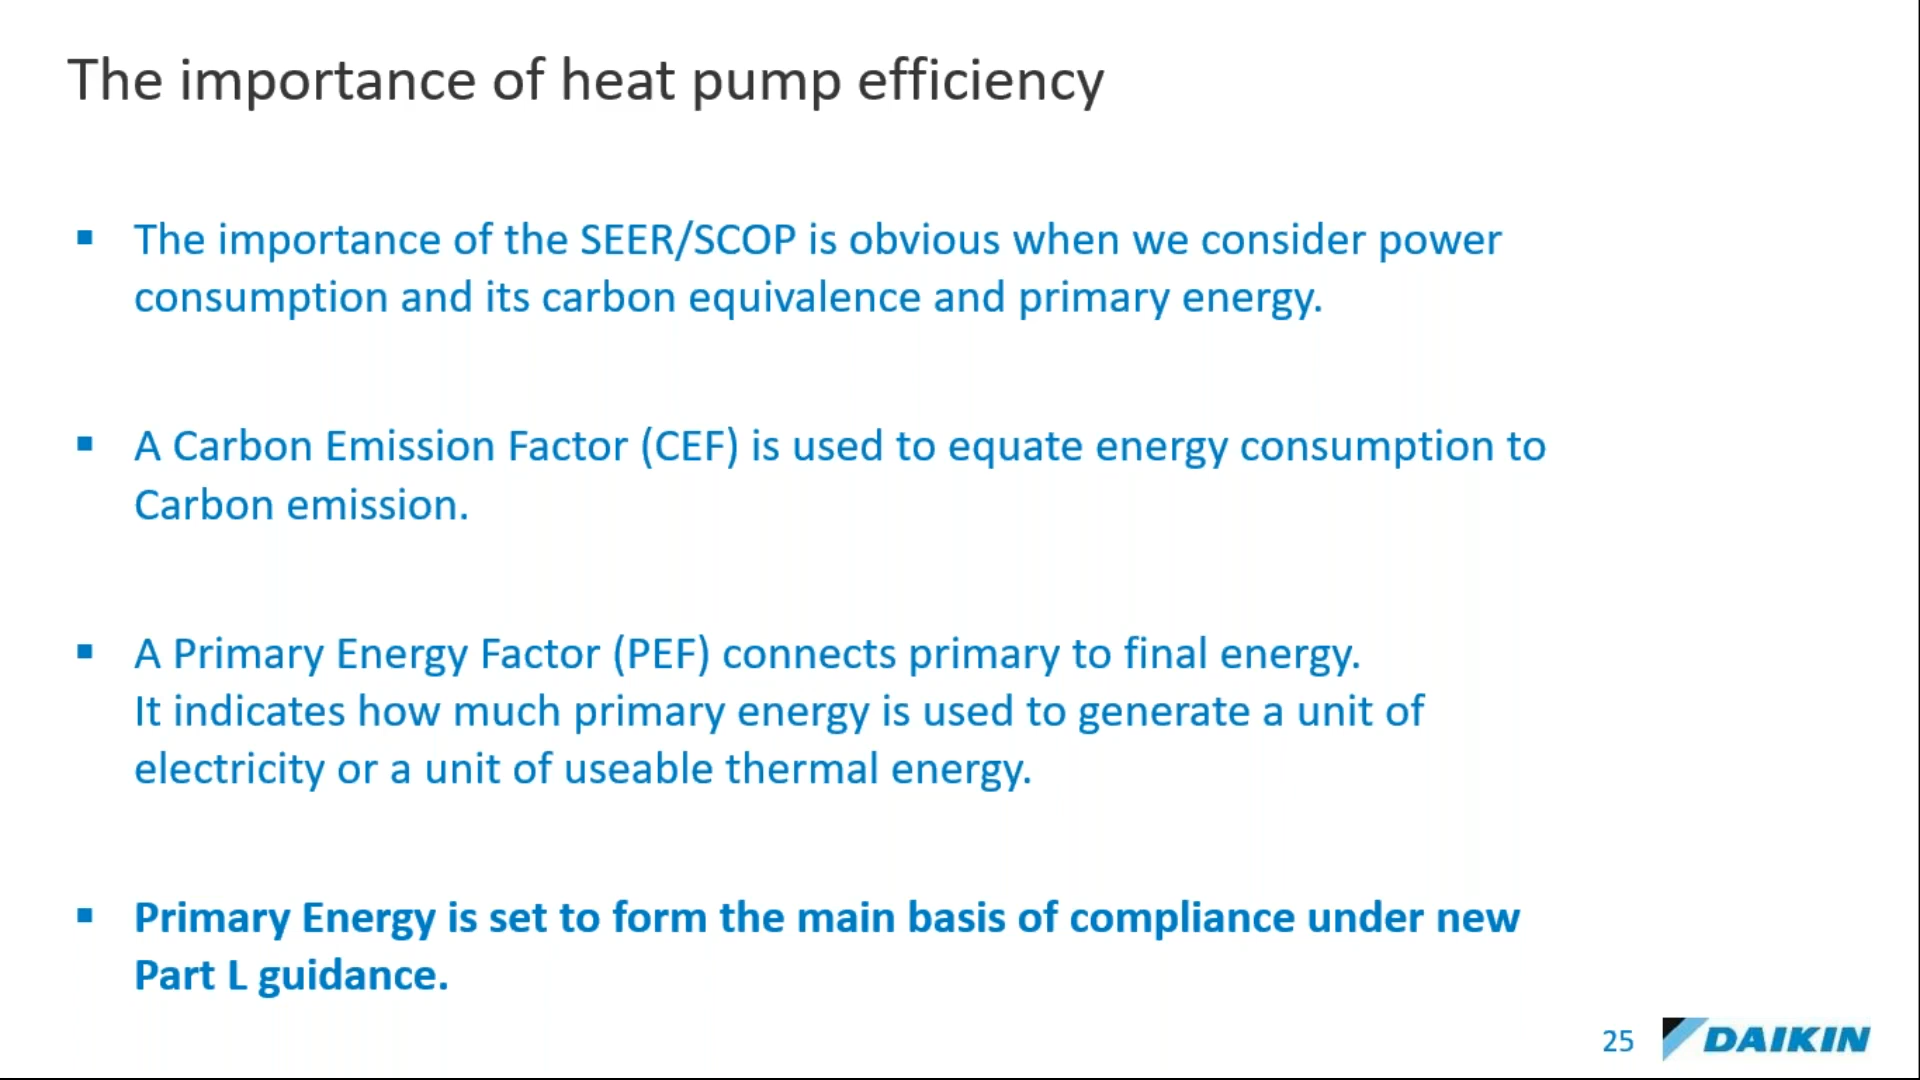 The importance of heat pump efficiency
▪ The importance of the SEER/SCOP is obvious when we consider power
consumption and its carbon equivalence and primary energy.
▪ A Carbon Emission Factor (CEF) is used to equate energy consumption to
Carbon emission.
▪ A Primary Energy Factor (PEF) connects primary to final energy.
It indicates how much primary energy is used to generate a unit of
electricity or a unit of useable thermal energy.
▪ Primary Energy is set to form the main basis of compliance under new
Part L guidance.
25 DAIKIN